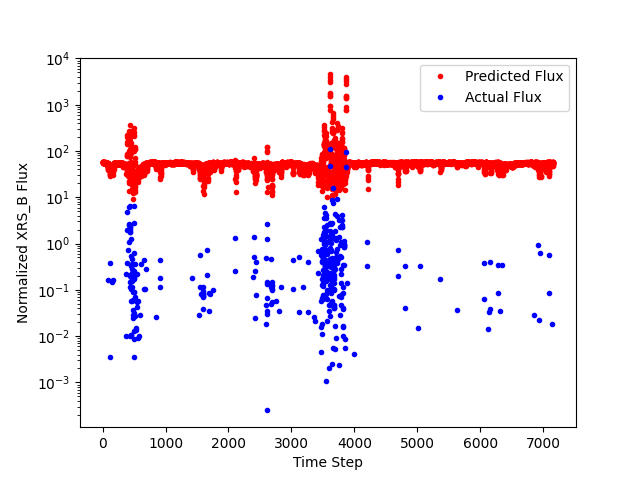 Predicted Flux
Actual Flux
Normalized XRS_B Flux
10⁴
10³
10²
10¹
10⁰
10⁻¹
10⁻²
10⁻³
0 1000 2000 3000 4000 5000 6000 7000
Time Step